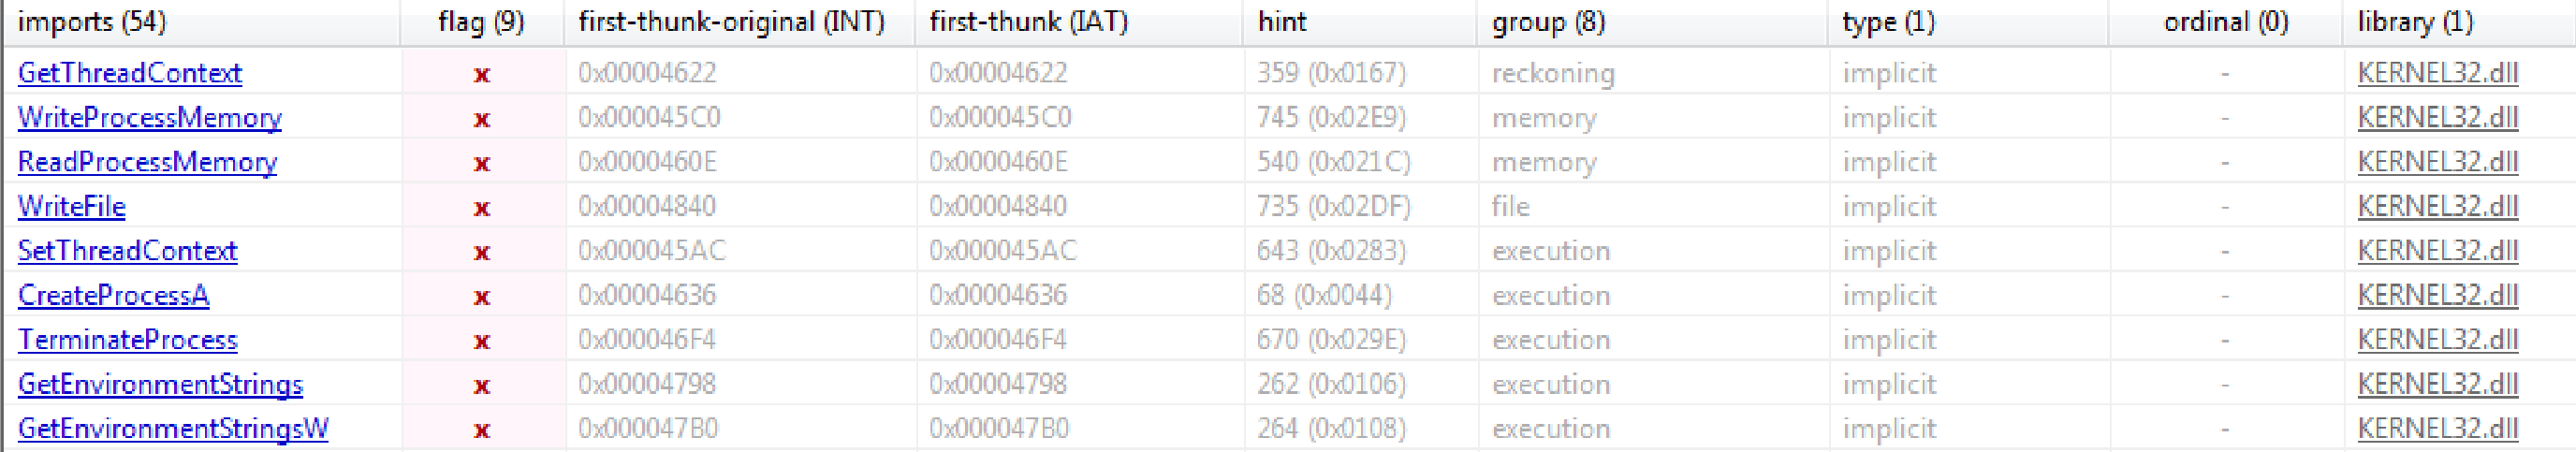 imports (54) flag (9) first-thunk-original (INT) first-thunk (IAT) hint group (8) type (1) ordinal (0) library (1)
GetThreadContext x 0x00004622 0x00004622 359 (0x0167) reckoning implicit - KERNEL32.dll
WriteProcessMemory x 0x000045C0 0x000045C0 745 (0x02E9) memory implicit - KERNEL32.dll
ReadProcessMemory x 0x0000460E 0x0000460E 540 (0x021C) memory implicit - KERNEL32.dll
WriteFile x 0x00004840 0x00004840 735 (0x02DF) file implicit - KERNEL32.dll
SetThreadContext x 0x000045AC 0x000045AC 643 (0x0283) execution implicit - KERNEL32.dll
CreateProcessA x 0x00004636 0x00004636 68 (0x0044) execution implicit - KERNEL32.dll
TerminateProcess x 0x000046F4 0x000046F4 670 (0x029E) execution implicit - KERNEL32.dll
GetEnvironmentStrings x 0x00004798 0x00004798 262 (0x0106) execution implicit - KERNEL32.dll
GetEnvironmentStringsW x 0x000047B0 0x000047B0 264 (0x0108) execution implicit - KERNEL32.dll